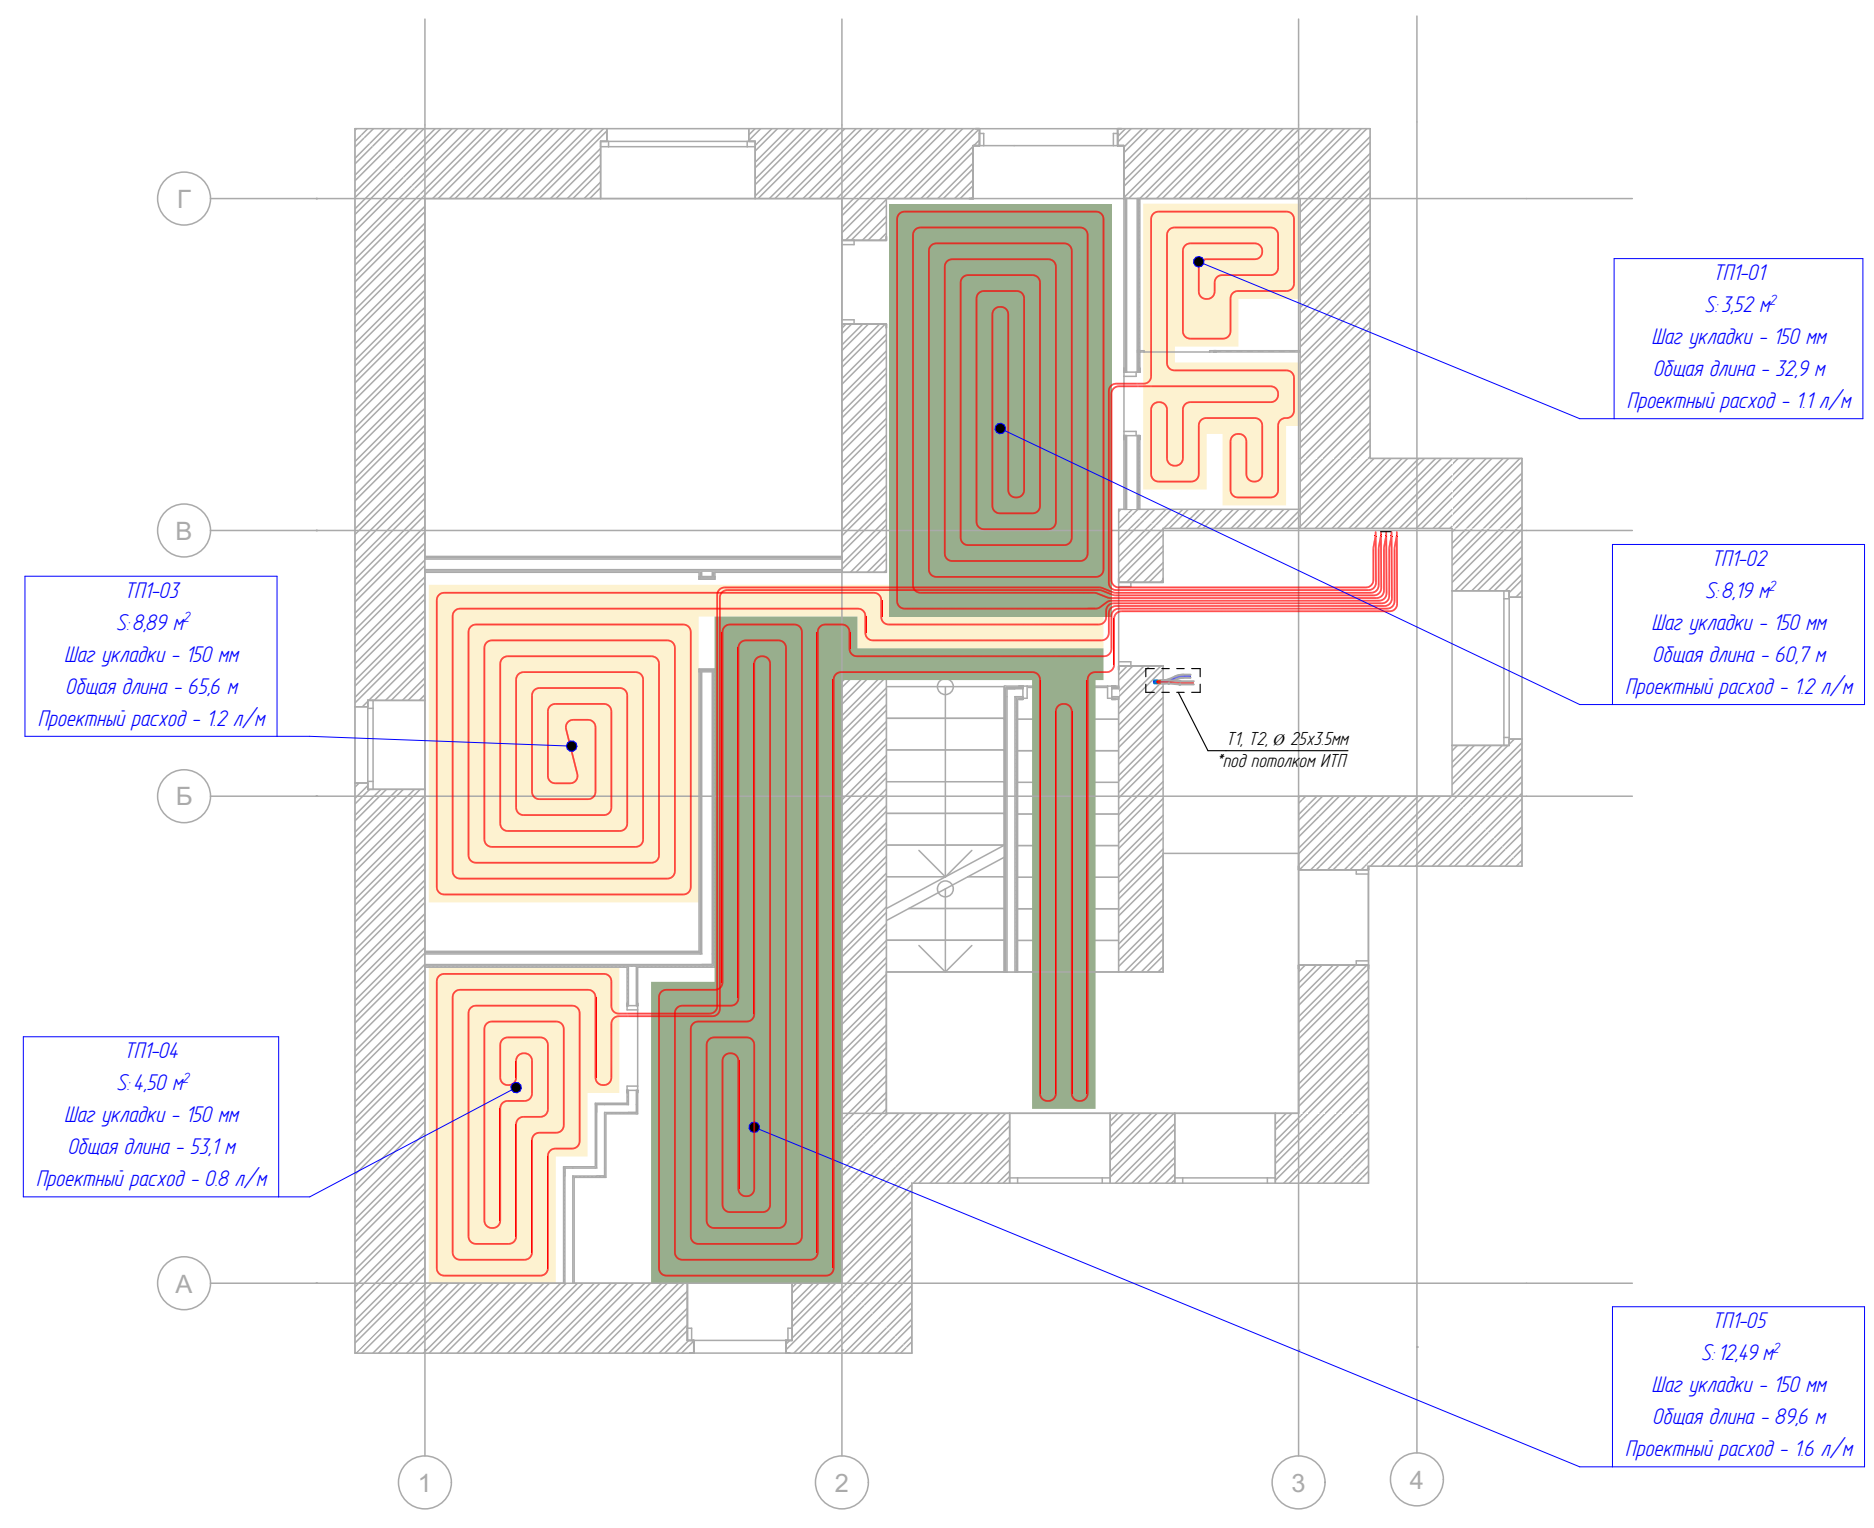 Г
ТП1-01
S: 3,52 м²
Шаг укладки - 150 мм
Общая длина - 32,9 м
Проектный расход - 1.1 л/м
В
ТП1-03
S: 8,89 м²
Шаг укладки - 150 мм
Общая длина - 65,6 м
Проектный расход - 1.2 л/м
ТП1-02
S: 8,19 м²
Шаг укладки - 150 мм
Общая длина - 60,7 м
Проектный расход - 1.2 л/м
Т1, Т2, Ø 25х3.5мм
*под потолком ИТП
Б
ТП1-04
S: 4,50 м²
Шаг укладки - 150 мм
Общая длина - 53,1 м
Проектный расход - 0.8 л/м
А
ТП1-05
S: 12,49 м²
Шаг укладки - 150 мм
Общая длина - 89,6 м
Проектный расход - 1.6 л/м
1 2 3 4